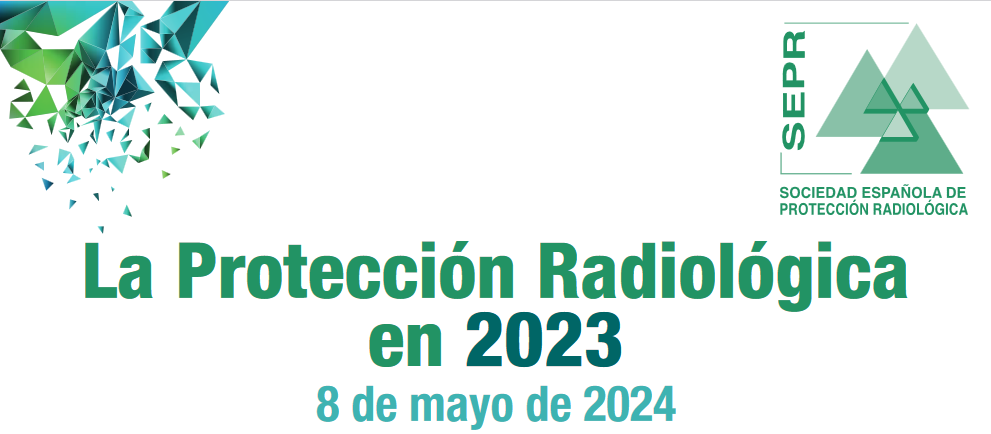 SEPR
SOCIEDAD ESPAÑOLA DE
PROTECCIÓN RADIOLÓGICA
La Protección Radiológica
en 2023
8 de mayo de 2024